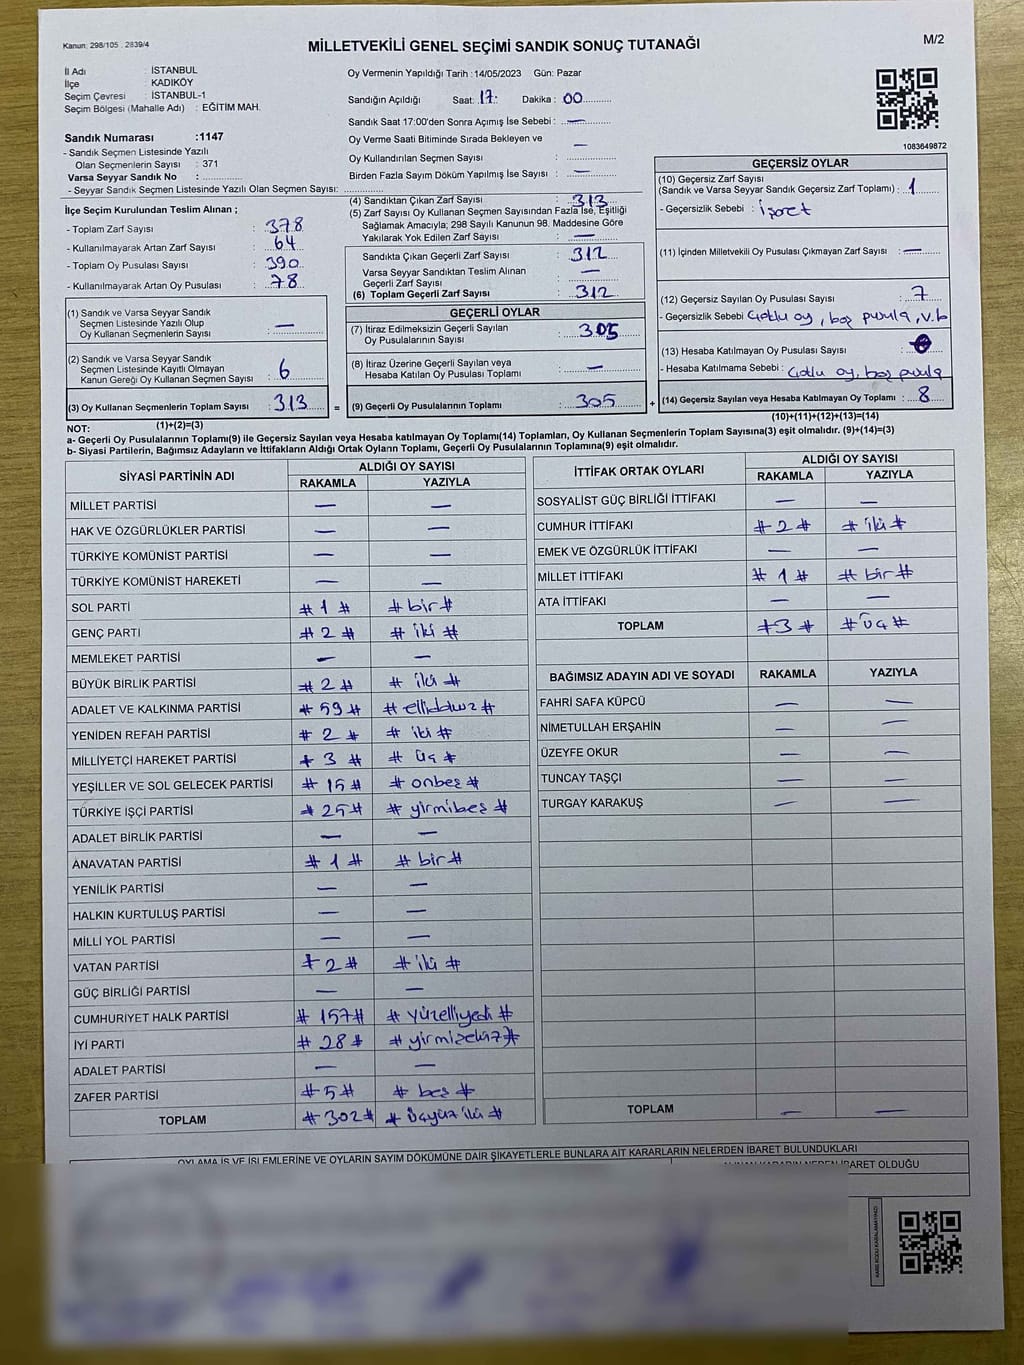 Kanun: 298/105 . 2839/4
MİLLETVEKİLİ GENEL SEÇİMİ SANDIK SONUÇ TUTANAĞI
M/2
İl Adı : İSTANBUL
İlçe : KADIKÖY
Seçim Çevresi : İSTANBUL-1
Seçim Bölgesi (Mahalle Adı) : EĞİTİM MAH.
Sandık Numarası :1147
- Sandık Seçmen Listesinde Yazılı
Olan Seçmenlerin Sayısı : 371
Varsa Seyyar Sandık No :
- Seyyar Sandık Seçmen Listesinde Yazılı Olan Seçmen Sayısı:
Oy Vermenin Yapıldığı Tarih : 14/05/2023 Gün: Pazar
Sandığın Açıldığı Saat: 17 Dakika : 00
Sandık Saat 17:00'den Sonra Açımış İse Sebebi : —
Oy Verme Saati Bitiminde Sırada Bekleyen ve
Oy Kullandırılan Seçmen Sayısı : —
Birden Fazla Sayım Döküm Yapılmış İse Sayısı : —
1083649872
İlçe Seçim Kurulundan Teslim Alınan ;
- Toplam Zarf Sayısı : 378
- Kullanılmayarak Artan Zarf Sayısı : 64
- Toplam Oy Pusulası Sayısı : 390
- Kullanılmayarak Artan Oy Pusulası : 78
(1) Sandık ve Varsa Seyyar Sandık
Seçmen Listesinde Yazılı Olup
Oy Kullanan Seçmenlerin Sayısı : —
(2) Sandık ve Varsa Seyyar Sandık
Seçmen Listesinde Kayıtlı Olmayan
Kanun Gereği Oy Kullanan Seçmen Sayısı : 6
(3) Oy Kullanan Seçmenlerin Toplam Sayısı : 313
(1)+(2)=(3)
(4) Sandıktan Çıkan Zarf Sayısı : 313
(5) Zarf Sayısı Oy Kullanan Seçmen Sayısından Fazla İse, Eşitliği
Sağlamak Amacıyla; 298 Sayılı Kanunun 98. Maddesine Göre
Yakılarak Yok Edilen Zarf Sayısı : —
Sandıkta Çıkan Geçerli Zarf Sayısı : 312
Varsa Seyyar Sandıktan Teslim Alınan
Geçerli Zarf Sayısı : —
(6) Toplam Geçerli Zarf Sayısı : 312
GEÇERLİ OYLAR
(7) İtiraz Edilmeksizin Geçerli Sayılan
Oy Pusulalarının Sayısı : 305
(8) İtiraz Üzerine Geçerli Sayılan veya
Hesaba Katılan Oy Pusulası Toplamı : —
= (9) Geçerli Oy Pusulalarının Toplamı : 305 +
GEÇERSİZ OYLAR
(10) Geçersiz Zarf Sayısı
(Sandık ve Varsa Seyyar Sandık Geçersiz Zarf Toplamı) : 1
- Geçersizlik Sebebi : İşaret
(11) İçinden Milletvekili Oy Pusulası Çıkmayan Zarf Sayısı : —
(12) Geçersiz Sayılan Oy Pusulası Sayısı : 7
- Geçersizlik Sebebi : Çoklu oy, boş pusula, v.b
(13) Hesaba Katılmayan Oy Pusulası Sayısı :
- Hesaba Katılmama Sebebi : Çoklu oy, boş pusula
(14) Geçersiz Sayılan veya Hesaba Katılmayan Oy Toplamı : 8
(10)+(11)+(12)+(13)=(14)
NOT:
a- Geçerli Oy Pusulalarının Toplamı(9) ile Geçersiz Sayılan veya Hesaba katılmayan Oy Toplamı(14) Toplamları, Oy Kullanan Seçmenlerin Toplam Sayısına(3) eşit olmalıdır. (9)+(14)=(3)
b- Siyasi Partilerin, Bağımsız Adayların ve İttifakların Aldığı Ortak Oyların Toplamı, Geçerli Oy Pusulalarının Toplamına(9) eşit olmalıdır.
SİYASİ PARTİNİN ADI ALDIĞI OY SAYISI
RAKAMLA YAZIYLA
MİLLET PARTİSİ — —
HAK VE ÖZGÜRLÜKLER PARTİSİ — —
TÜRKİYE KOMÜNİST PARTİSİ — —
TÜRKİYE KOMÜNİST HAREKETİ — —
SOL PARTİ # 1 # # bir #
GENÇ PARTİ # 2 # # iki #
MEMLEKET PARTİSİ — —
BÜYÜK BİRLİK PARTİSİ # 2 # # iki #
ADALET VE KALKINMA PARTİSİ # 59 # # ellidokuz #
YENİDEN REFAH PARTİSİ # 2 # # iki #
MİLLİYETÇİ HAREKET PARTİSİ # 3 # # üç #
YEŞİLLER VE SOL GELECEK PARTİSİ # 15 # # onbeş #
TÜRKİYE İŞÇİ PARTİSİ # 25 # # yirmibeş #
ADALET BİRLİK PARTİSİ — —
ANAVATAN PARTİSİ # 1 # # bir #
YENİLİK PARTİSİ — —
HALKIN KURTULUŞ PARTİSİ — —
MİLLİ YOL PARTİSİ — —
VATAN PARTİSİ # 2 # # iki #
GÜÇ BİRLİĞİ PARTİSİ — —
CUMHURİYET HALK PARTİSİ # 157 # # yüzelliyedi #
İYİ PARTİ # 28 # # yirmisekiz #
ADALET PARTİSİ — —
ZAFER PARTİSİ # 5 # # beş #
TOPLAM # 302 # # üçyüziki #
İTTİFAK ORTAK OYLARI ALDIĞI OY SAYISI
RAKAMLA YAZIYLA
SOSYALİST GÜÇ BİRLİĞİ İTTİFAKI — —
CUMHUR İTTİFAKI # 2 # # iki #
EMEK VE ÖZGÜRLÜK İTTİFAKI — —
MİLLET İTTİFAKI # 1 # # bir #
ATA İTTİFAKI — —
TOPLAM # 3 # # üç #
BAĞIMSIZ ADAYIN ADI VE SOYADI RAKAMLA YAZIYLA
FAHRİ SAFA KÜPCÜ — —
NİMETULLAH ERŞAHİN — —
ÜZEYFE OKUR — —
TUNCAY TAŞÇI — —
TURGAY KARAKUŞ — —
TOPLAM — —
OYLAMA İŞ VE İŞLEMLERİNE VE OYLARIN SAYIM DÖKÜMÜNE DAİR ŞİKAYETLERLE BUNLARA AİT KARARLARIN NELERDEN İBARET BULUNDUKLARI
ALINAN KARARIN NEDEN İBARET OLDUĞU